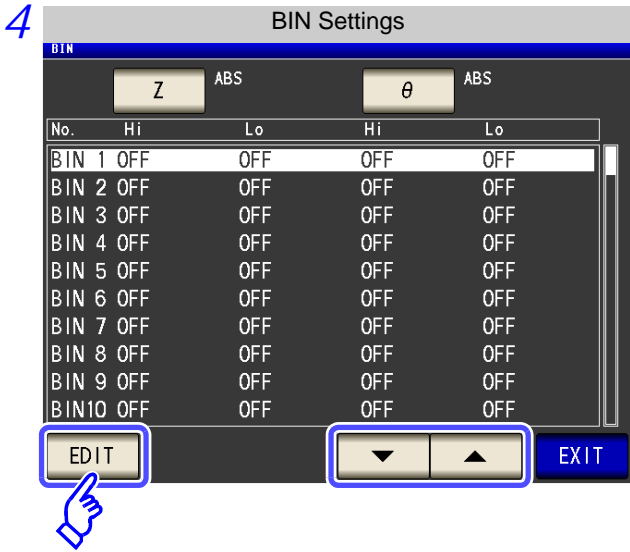 4
BIN Settings
BIN
Z ABS θ ABS
No. Hi Lo Hi Lo
BIN 1 OFF OFF OFF OFF
BIN 2 OFF OFF OFF OFF
BIN 3 OFF OFF OFF OFF
BIN 4 OFF OFF OFF OFF
BIN 5 OFF OFF OFF OFF
BIN 6 OFF OFF OFF OFF
BIN 7 OFF OFF OFF OFF
BIN 8 OFF OFF OFF OFF
BIN 9 OFF OFF OFF OFF
BIN10 OFF OFF OFF OFF
EDIT ▼ ▲ EXIT